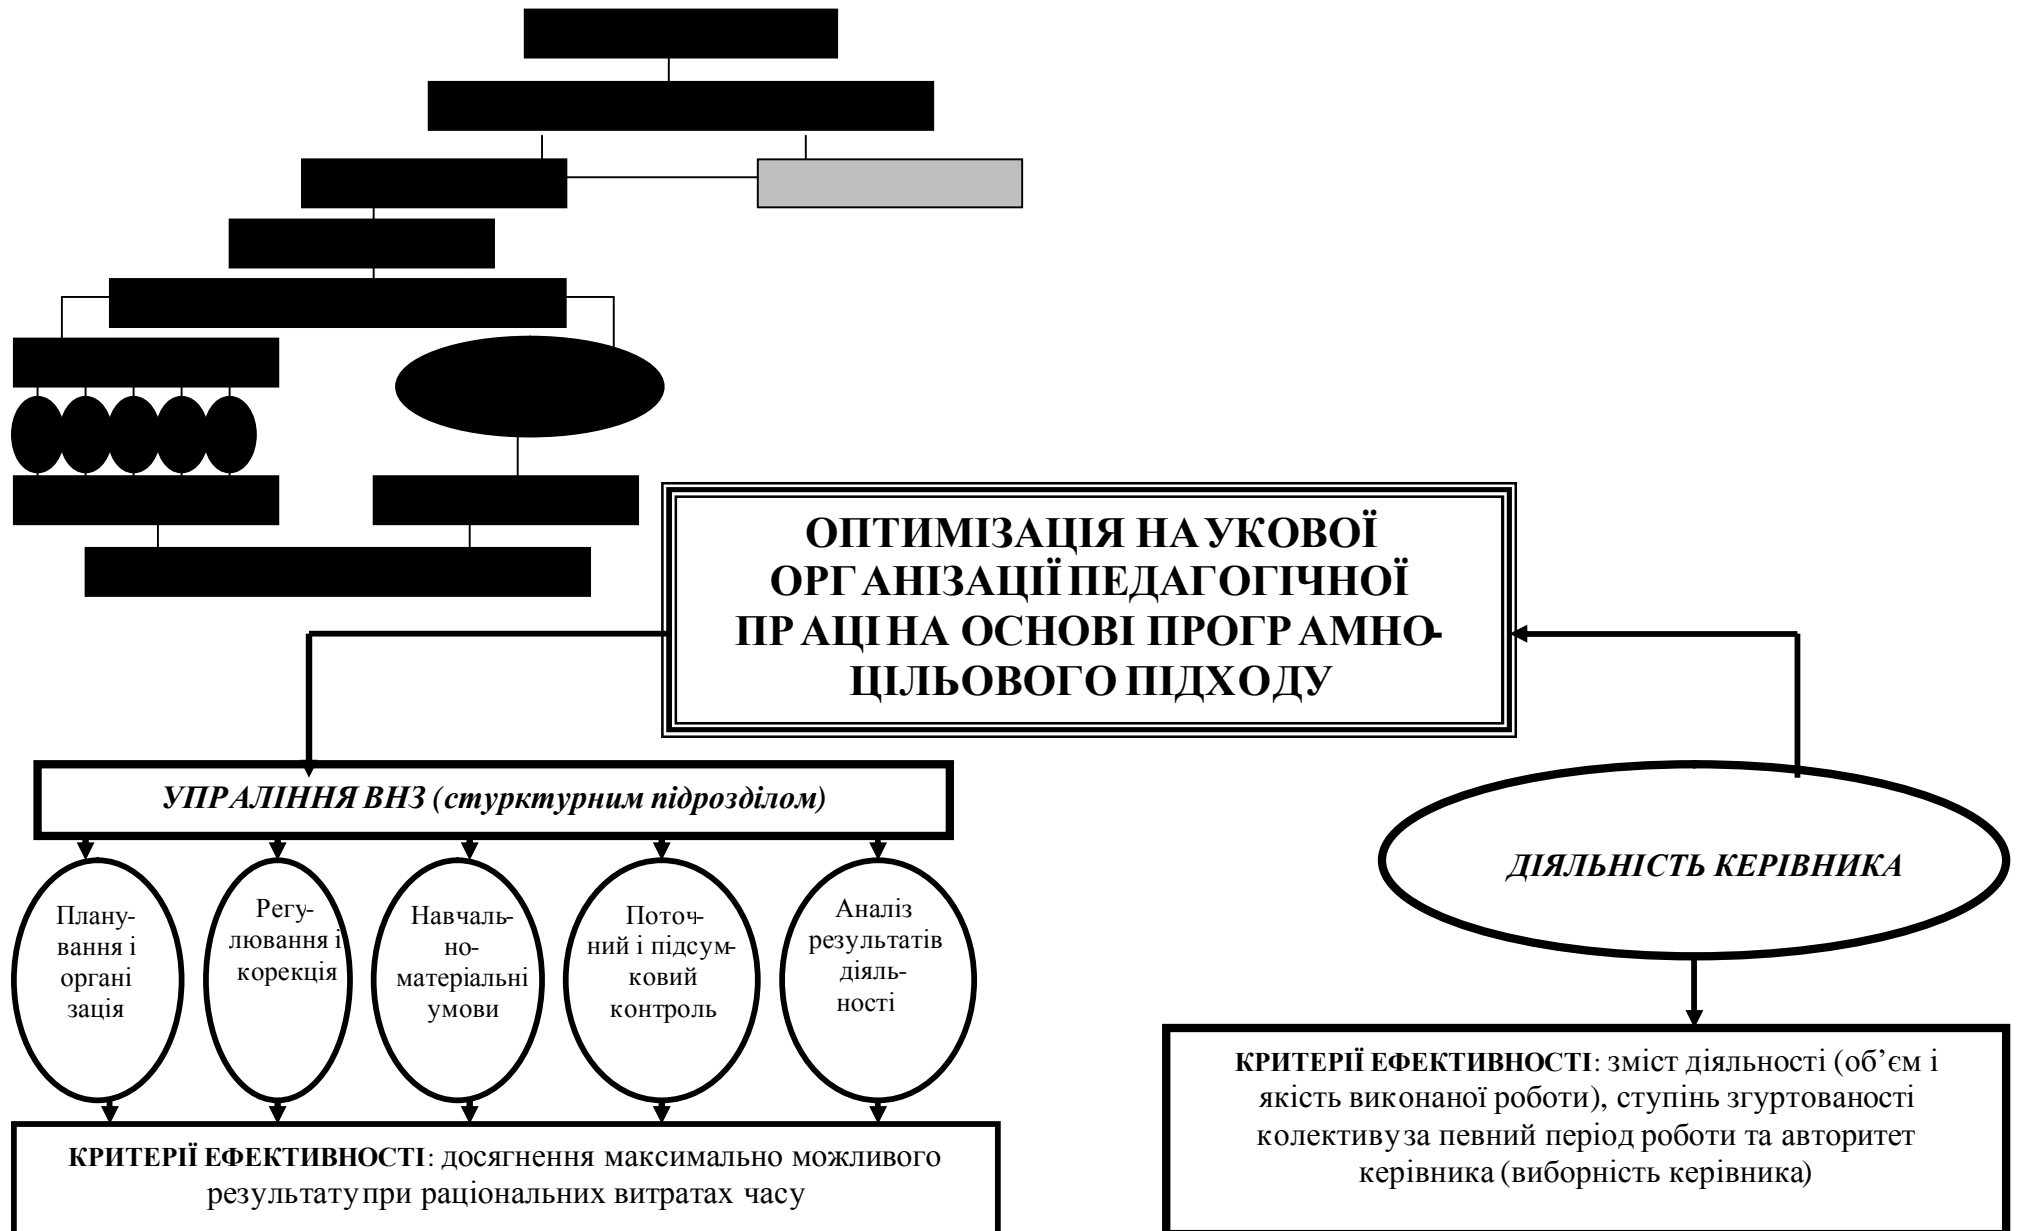 ОПТИМІЗАЦІЯ НАУКОВОЇ
ОРГАНІЗАЦІЇ ПЕДАГОГІЧНОЇ
ПРАЦІ НА ОСНОВІ ПРОГРАМНО-
ЦІЛЬОВОГО ПІДХОДУ
УПРАЛІННЯ ВНЗ (стурктурним підрозділом)
Плану-
вання і
органі
зація
Регу-
лювання і
корекція
Навчаль-
но-
матеріальні
умови
Поточ-
ний і підсум-
ковий
контроль
Аналіз
результатів
діяль-
ності
ДІЯЛЬНІСТЬ КЕРІВНИКА
КРИТЕРІЇ ЕФЕКТИВНОСТІ: досягнення максимально можливого
результату при раціональних витратах часу
КРИТЕРІЇ ЕФЕКТИВНОСТІ: зміст діяльності (об’єм і
якість виконаної роботи), ступінь згуртованості
колективу за певний період роботи та авторитет
керівника (виборність керівника)